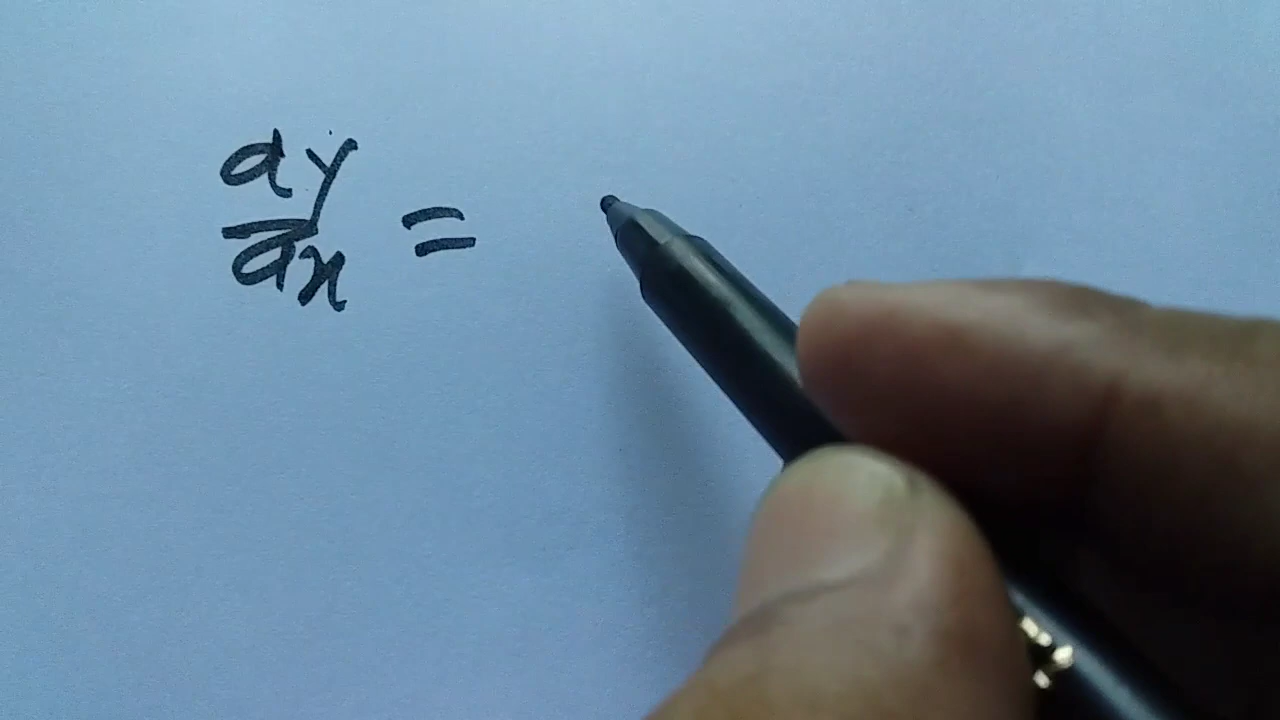 dy/dx =